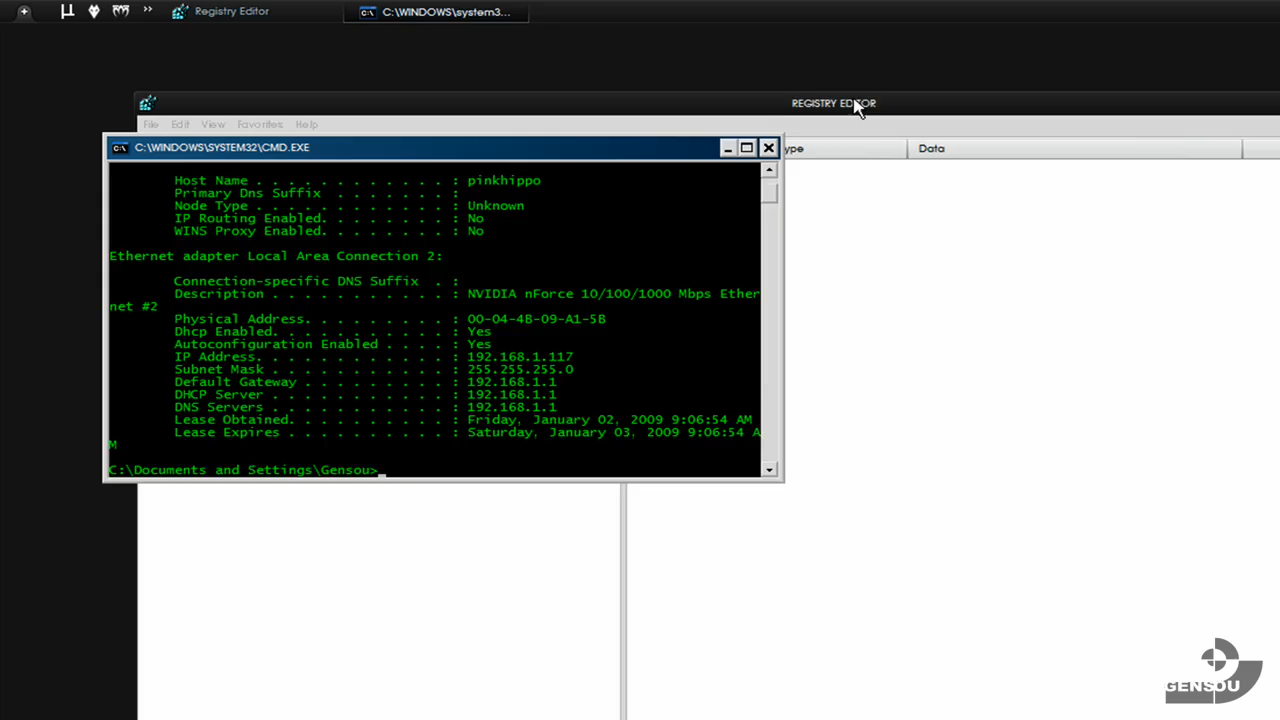 Registry Editor
C:\WINDOWS\system3...
REGISTRY EDITOR
File Edit View Favorites Help
C:\WINDOWS\SYSTEM32\CMD.EXE
ype Data
Host Name . . . . . . . . . . . . : pinkhippo
Primary Dns Suffix . . . . . . . :
Node Type . . . . . . . . . . . . : Unknown
IP Routing Enabled. . . . . . . . : No
WINS Proxy Enabled. . . . . . . . : No
Ethernet adapter Local Area Connection 2:
Connection-specific DNS Suffix . :
Description . . . . . . . . . . . : NVIDIA nForce 10/100/1000 Mbps Ether
net #2
Physical Address. . . . . . . . . : 00-04-4B-09-A1-5B
Dhcp Enabled. . . . . . . . . . . : Yes
Autoconfiguration Enabled . . . . : Yes
IP Address. . . . . . . . . . . . : 192.168.1.117
Subnet Mask . . . . . . . . . . . : 255.255.255.0
Default Gateway . . . . . . . . . : 192.168.1.1
DHCP Server . . . . . . . . . . . : 192.168.1.1
DNS Servers . . . . . . . . . . . : 192.168.1.1
Lease Obtained. . . . . . . . . . : Friday, January 02, 2009 9:06:54 AM
Lease Expires . . . . . . . . . . : Saturday, January 03, 2009 9:06:54 A
M
C:\Documents and Settings\Gensou>_
GENSOU